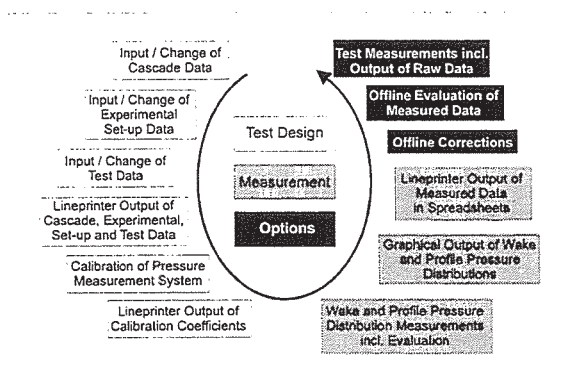 Input / Change of
Cascade Data
Input / Change of
Experimental
Set-up Data
Input / Change of
Test Data
Lineprinter Output of
Cascade, Experimental,
Set-up and Test Data
Calibration of Pressure
Measurement System
Lineprinter Output of
Calibration Coefficients
Test Design
Measurement
Options
Test Measurements incl.
Output of Raw Data
Offline Evaluation of
Measured Data
Offline Corrections
Lineprinter Output of
Measured Data
in Spreadsheets
Graphical Output of Wake
and Profile Pressure
Distributions
Wake and Profile Pressure
Distribution Measurements
incl. Evaluation